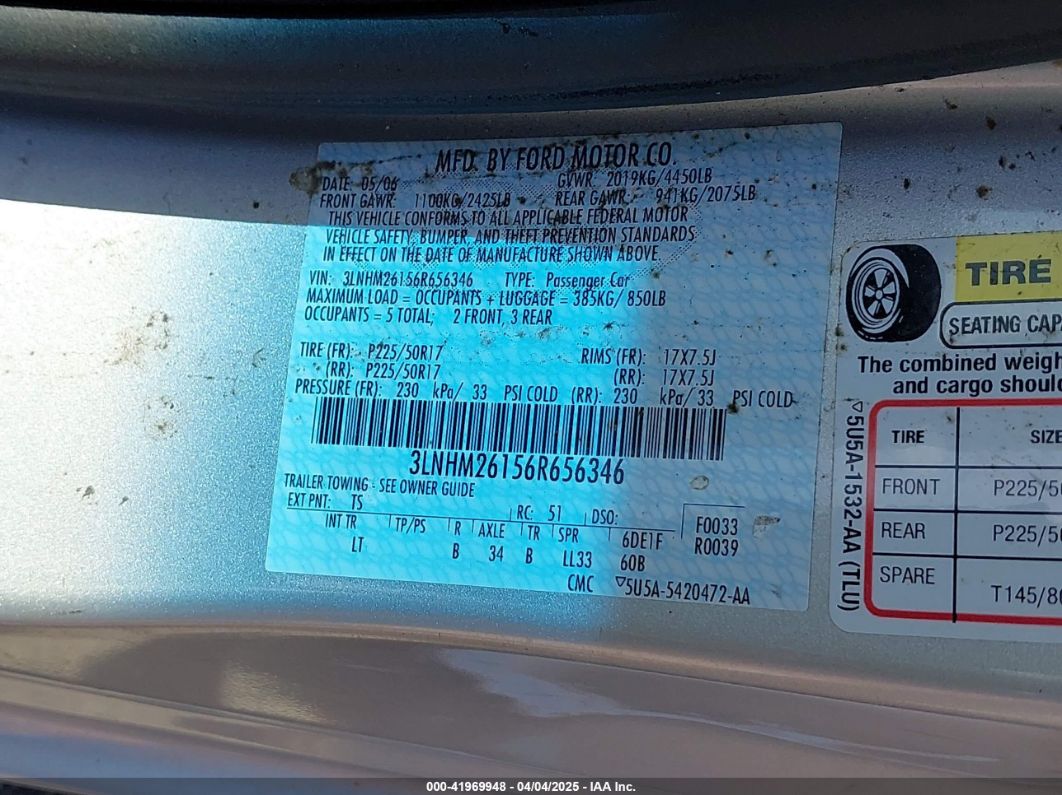 MFD. BY FORD MOTOR CO.
DATE: 05/06 GVWR: 2019KG/4450LB
FRONT GAWR: 1100KG/2425LB REAR GAWR: 941KG/2075LB
THIS VEHICLE CONFORMS TO ALL APPLICABLE FEDERAL MOTOR
VEHICLE SAFETY, BUMPER, AND THEFT PREVENTION STANDARDS
IN EFFECT ON THE DATE OF MANUFACTURE SHOWN ABOVE.
VIN: 3LNHM26156R656346 TYPE: Passenger Car
MAXIMUM LOAD = OCCUPANTS + LUGGAGE = 385KG/ 850LB
OCCUPANTS = 5 TOTAL; 2 FRONT, 3 REAR
TIRE (FR): P225/50R17 RIMS (FR): 17X7.5J
(RR): P225/50R17 (RR): 17X7.5J
PRESSURE (FR): 230 kPa/ 33 PSI COLD (RR): 230 kPa/ 33 PSI COLD
3LNHM26156R656346
TRAILER TOWING - SEE OWNER GUIDE
EXT PNT: TS RC: 51 DSO: F0033
INT TR TP/PS R AXLE TR SPR 6DE1F R0039
LT B 34 B LL33 60B
CMC ▽5U5A-5420472-AA
TIRE
SEATING CAP
The combined weigh
and cargo shoul
TIRE SIZE
FRONT P225/50
REAR P225/50
SPARE T145/80
▽5U5A-1532-AA (TLU)
000-41969948 - 04/04/2025 - IAA Inc.